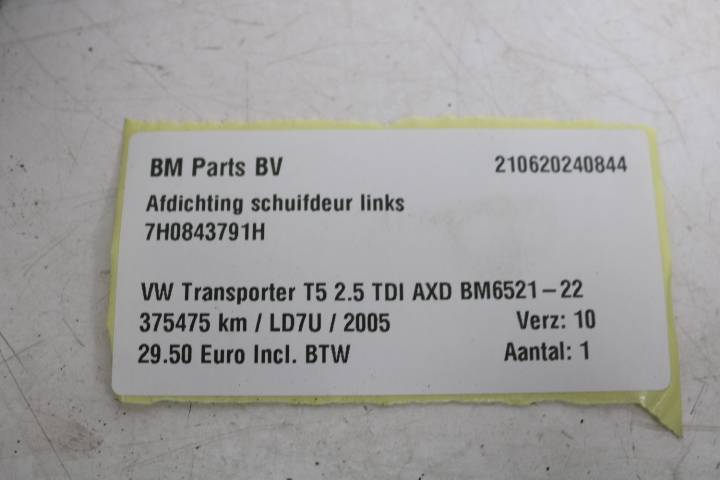 BM Parts BV 210620240844
Afdichting schuifdeur links
7H0843791H
VW Transporter T5 2.5 TDI AXD BM6521-22
375475 km / LD7U / 2005 Verz: 10
29.50 Euro Incl. BTW Aantal: 1